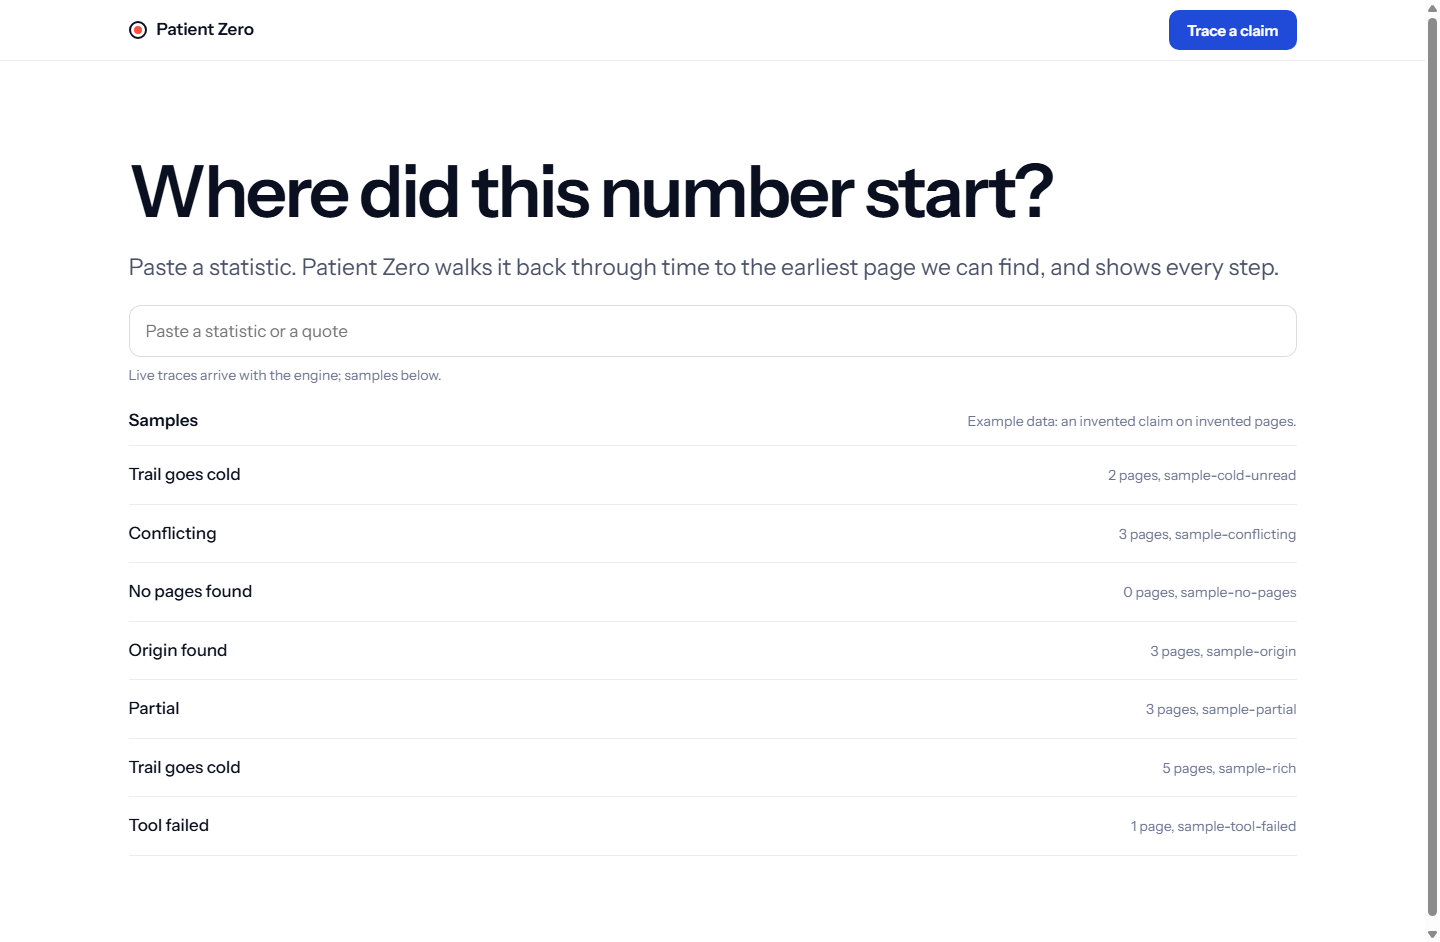 Patient Zero
Trace a claim
Where did this number start?
Paste a statistic. Patient Zero walks it back through time to the earliest page we can find, and shows every step.
Paste a statistic or a quote
Live traces arrive with the engine; samples below.
Samples
Example data: an invented claim on invented pages.
Trail goes cold
2 pages, sample-cold-unread
Conflicting
3 pages, sample-conflicting
No pages found
0 pages, sample-no-pages
Origin found
3 pages, sample-origin
Partial
3 pages, sample-partial
Trail goes cold
5 pages, sample-rich
Tool failed
1 page, sample-tool-failed